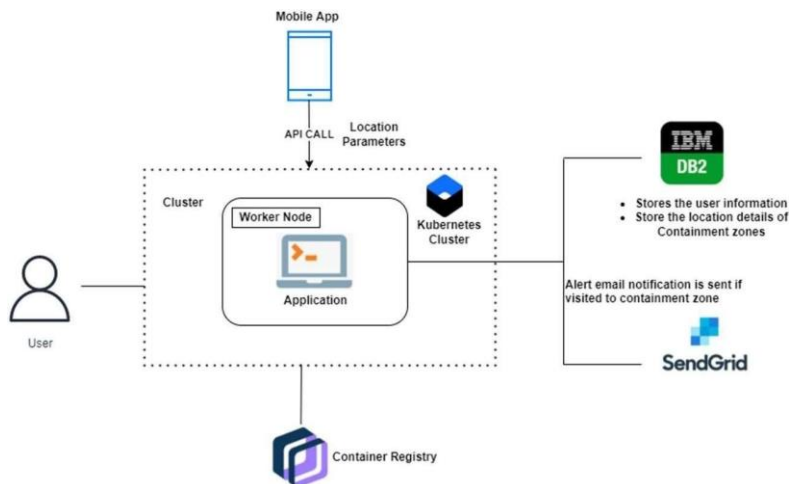 Mobile App
API CALL
Location
Parameters
Cluster
Worker Node
Application
Kubernetes
Cluster
IBM
DB2
• Stores the user information
• Store the location details of
Containment zones
User
Alert email notification is sent if
visited to containment zone
SendGrid
Container Registry